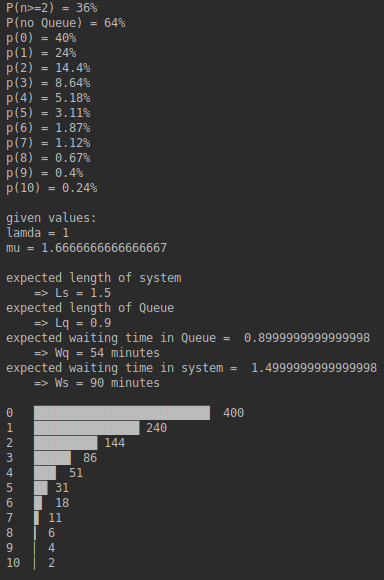 P(n>=2) = 36%
P(no Queue) = 64%
p(0) = 40%
p(1) = 24%
p(2) = 14.4%
p(3) = 8.64%
p(4) = 5.18%
p(5) = 3.11%
p(6) = 1.87%
p(7) = 1.12%
p(8) = 0.67%
p(9) = 0.4%
p(10) = 0.24%
given values:
lamda = 1
mu = 1.6666666666666667
expected length of system
=> Ls = 1.5
expected length of Queue
=> Lq = 0.9
expected waiting time in Queue =  0.8999999999999998
=> Wq = 54 minutes
expected waiting time in system =  1.4999999999999998
=> Ws = 90 minutes
0 400
1 240
2 144
3 86
4 51
5 31
6 18
7 11
8 6
9 4
10 2